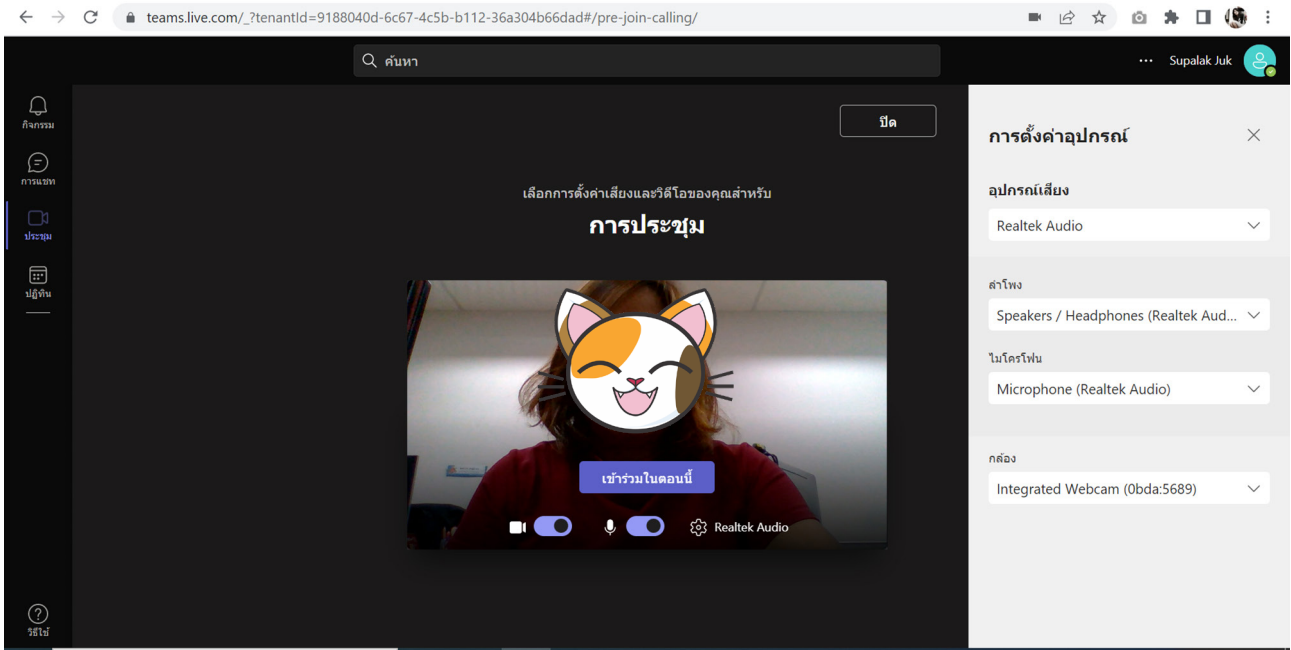 teams.live.com/_?tenantId=9188040d-6c67-4c5b-b112-36a304b66dad#/pre-join-calling/
ค้นหา
Supalak Juk
กิจกรรม
การแชท
ประชุม
ปฏิทิน
วิธีใช้
ปิด
เลือกการตั้งค่าเสียงและวิดีโอของคุณสำหรับ
การประชุม
เข้าร่วมในตอนนี้
Realtek Audio
การตั้งค่าอุปกรณ์
อุปกรณ์เสียง
Realtek Audio
ลำโพง
Speakers / Headphones (Realtek Aud...
ไมโครโฟน
Microphone (Realtek Audio)
กล้อง
Integrated Webcam (0bda:5689)